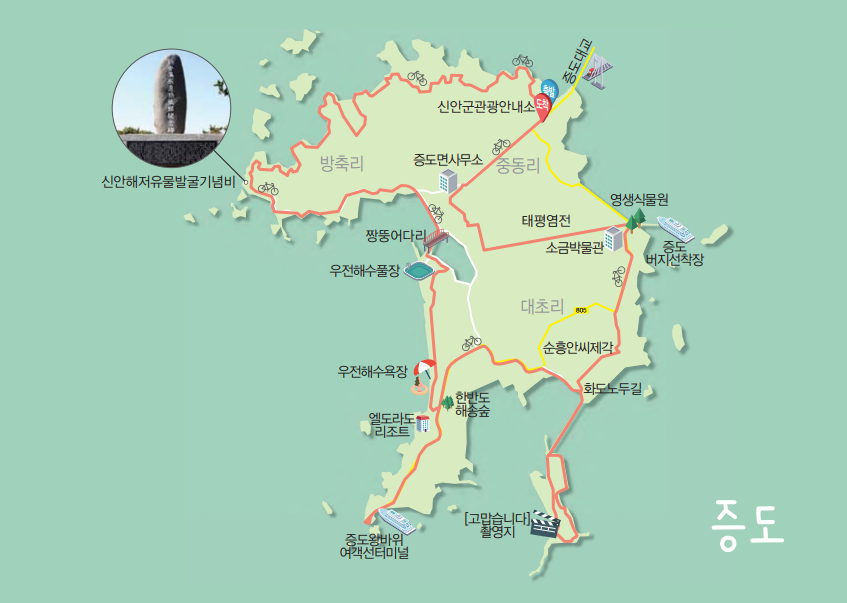 증도대교
출발
도착
신안군관광안내소
방축리
증도면사무소
중동리
신안해저유물발굴기념비
영생식물원
태평염전
짱뚱어다리
소금박물관
증도
버지선착장
우전해수풀장
대초리
805
순흥안씨제각
우전해수욕장
화도노두길
한반도
해송숲
엘도라도
리조트
[고맙습니다]
촬영지
증도왕바위
여객선터미널
증도